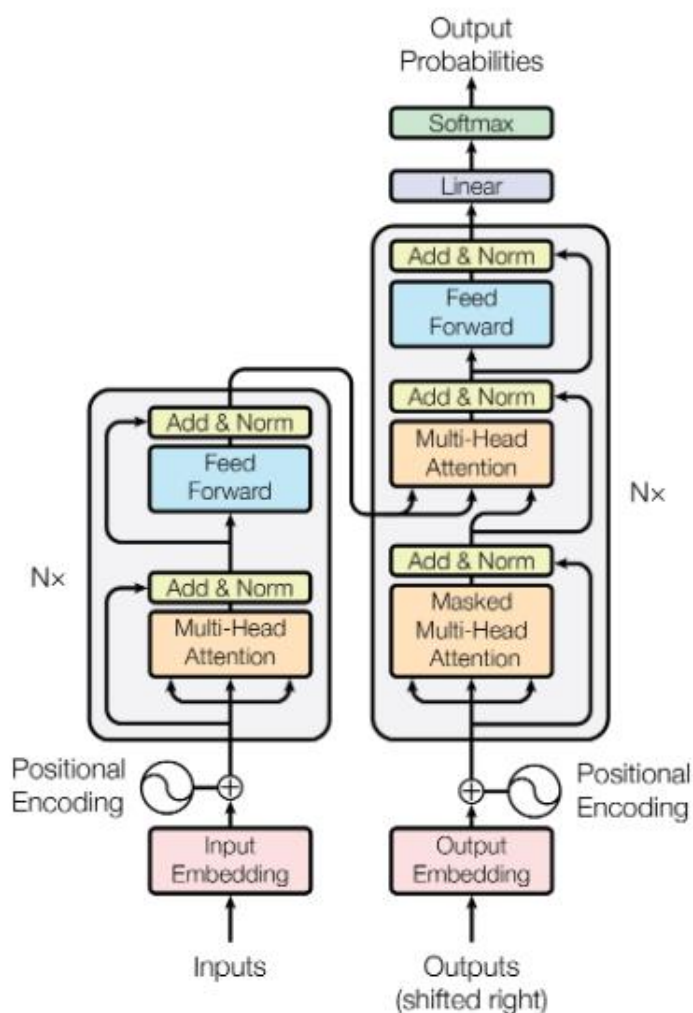 Output
Probabilities
Softmax
Linear
Add & Norm
Feed
Forward
Add & Norm
Multi-Head
Attention
Nx
Add & Norm
Masked
Multi-Head
Attention
Positional
Encoding
Output
Embedding
Outputs
(shifted right)
Add & Norm
Feed
Forward
Nx
Add & Norm
Multi-Head
Attention
Positional
Encoding
Input
Embedding
Inputs